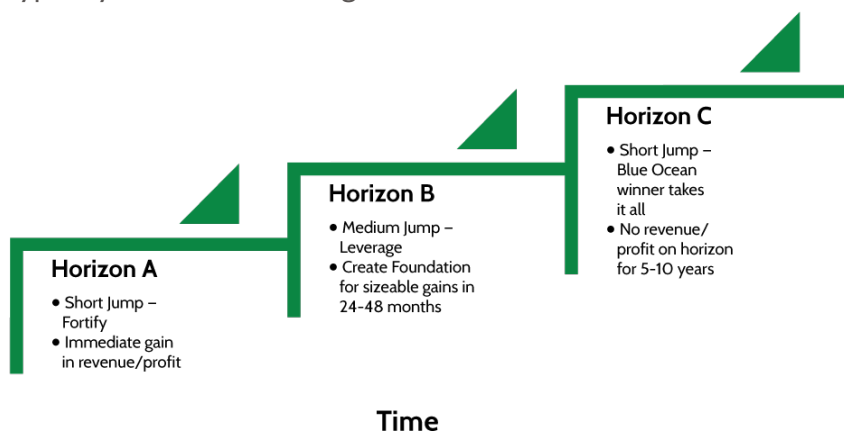 Horizon A
● Short Jump –
Fortify
● Immediate gain
in revenue/profit
Horizon B
● Medium Jump –
Leverage
● Create Foundation
for sizeable gains in
24-48 months
Horizon C
● Short Jump –
Blue Ocean
winner takes
it all
● No revenue/
profit on horizon
for 5-10 years
Time